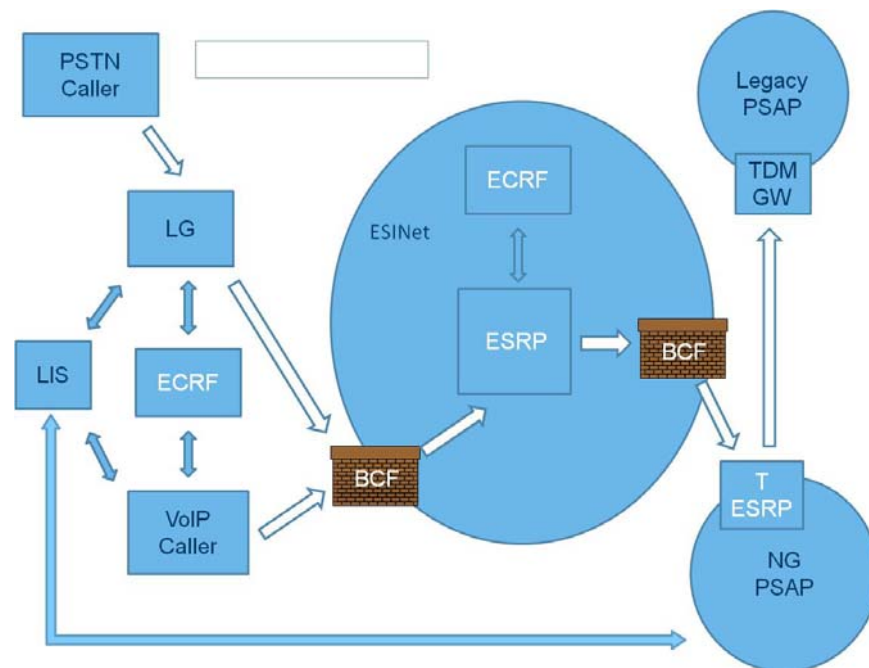 PSTN
Caller
Legacy
PSAP
TDM
GW
LG
ECRF
ESINet
LIS
ECRF
ESRP
BCF
BCF
VoIP
Caller
T
ESRP
NG
PSAP